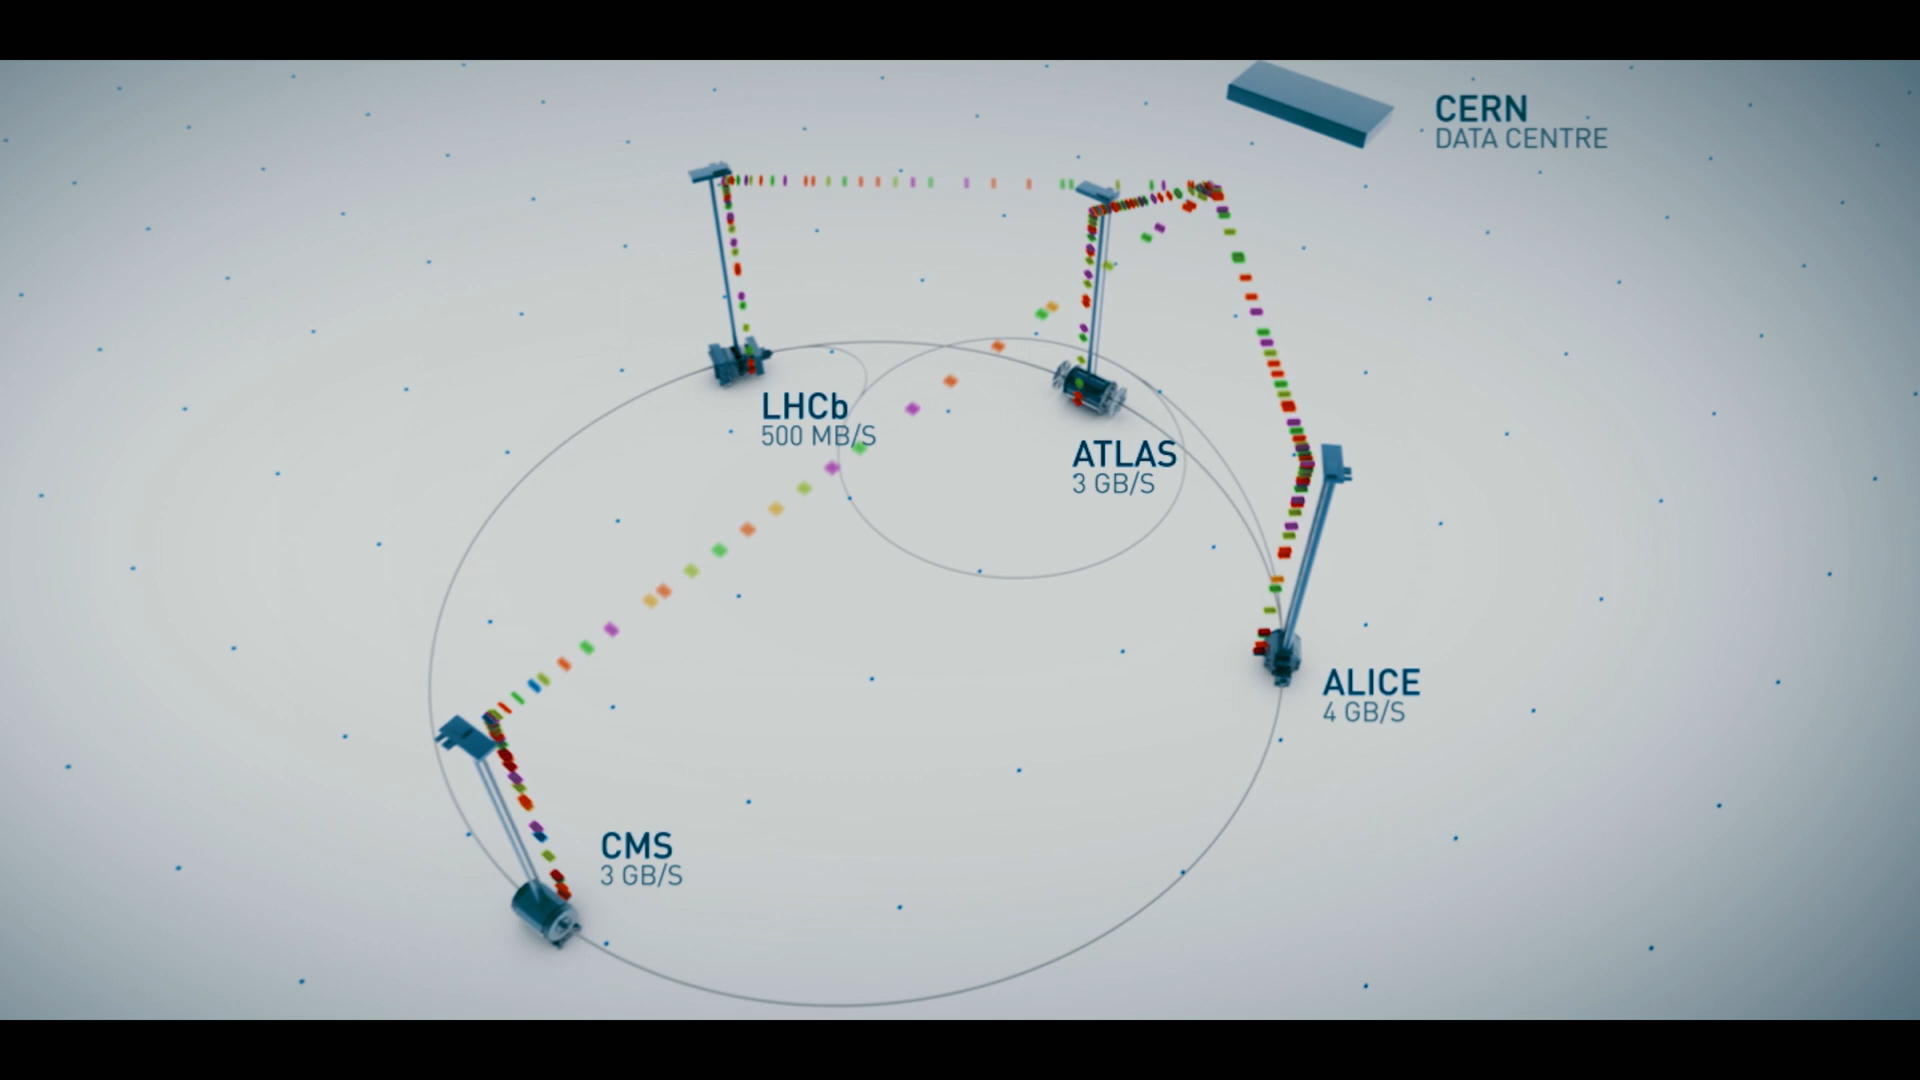 CERN
DATA CENTRE
LHCb
500 MB/S
ATLAS
3 GB/S
ALICE
4 GB/S
CMS
3 GB/S